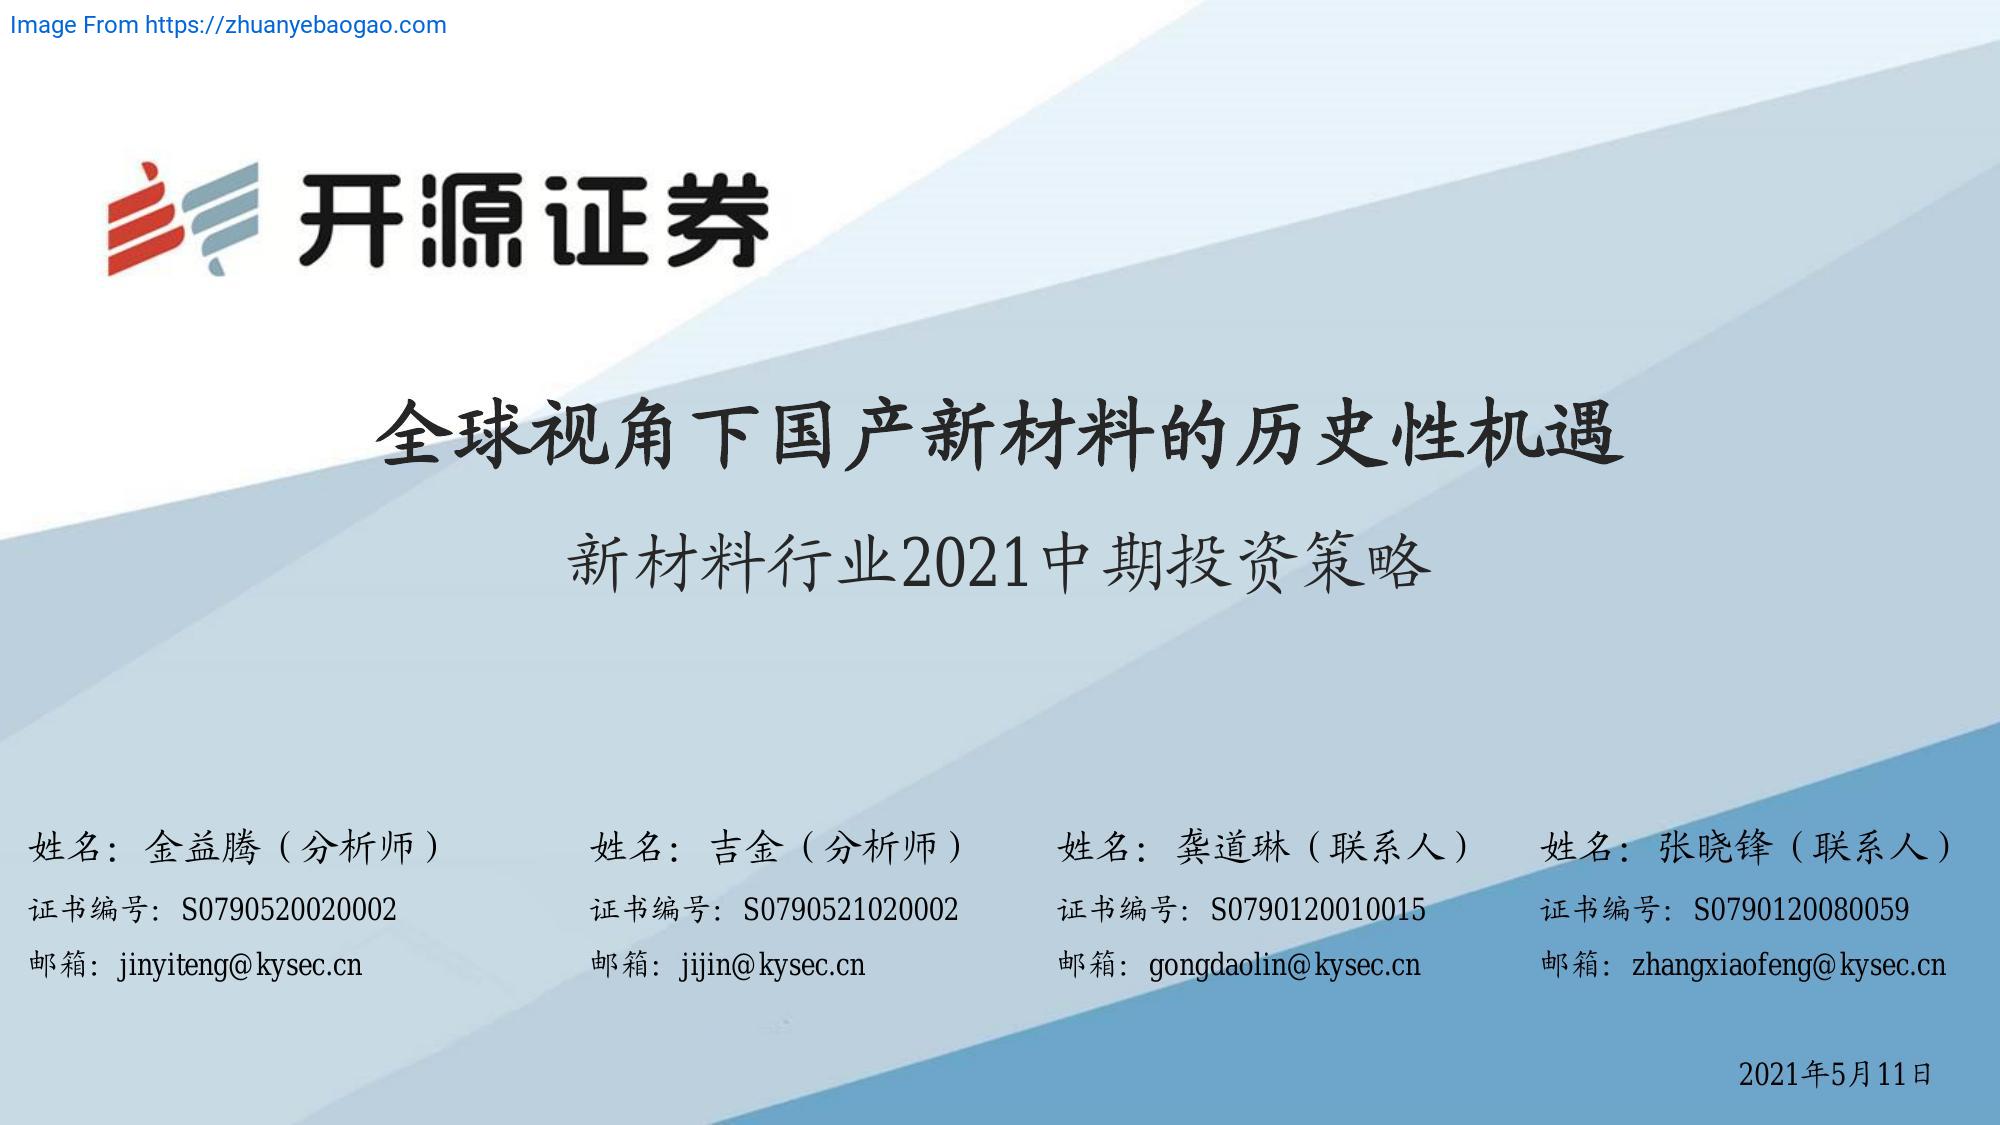 Image From https://zhuanyebaogao.com
开源证券
全球视角下国产新材料的历史性机遇
新材料行业2021中期投资策略
姓名：金益腾（分析师）
证书编号：S0790520020002
邮箱：jinyiteng@kysec.cn
姓名：吉金（分析师）
证书编号：S0790521020002
邮箱：jijin@kysec.cn
姓名：龚道琳（联系人）
证书编号：S0790120010015
邮箱：gongdaolin@kysec.cn
姓名：张晓锋（联系人）
证书编号：S0790120080059
邮箱：zhangxiaofeng@kysec.cn
2021年5月11日